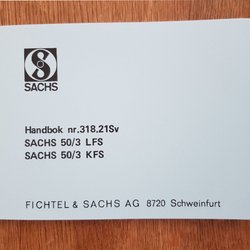 SACHS
Handbok nr.318.21Sv
SACHS 50/3 LFS
SACHS 50/3 KFS
FICHTEL & SACHS AG 8720 Schweinfurt